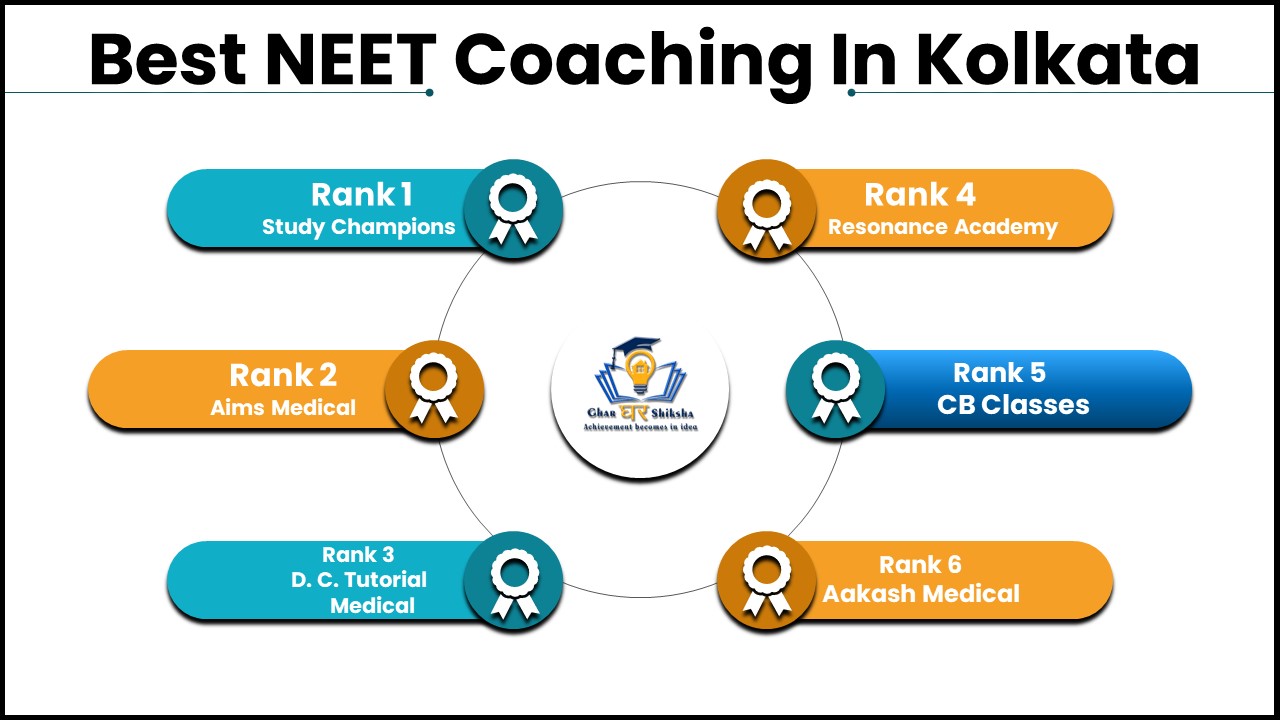 Best NEET Coaching In Kolkata
Rank 1
Study Champions
Rank 2
Aims Medical
Rank 3
D. C. Tutorial
Medical
Rank 4
Resonance Academy
Rank 5
CB Classes
Rank 6
Aakash Medical
Ghar घर Shiksha
Achievement becomes in idea